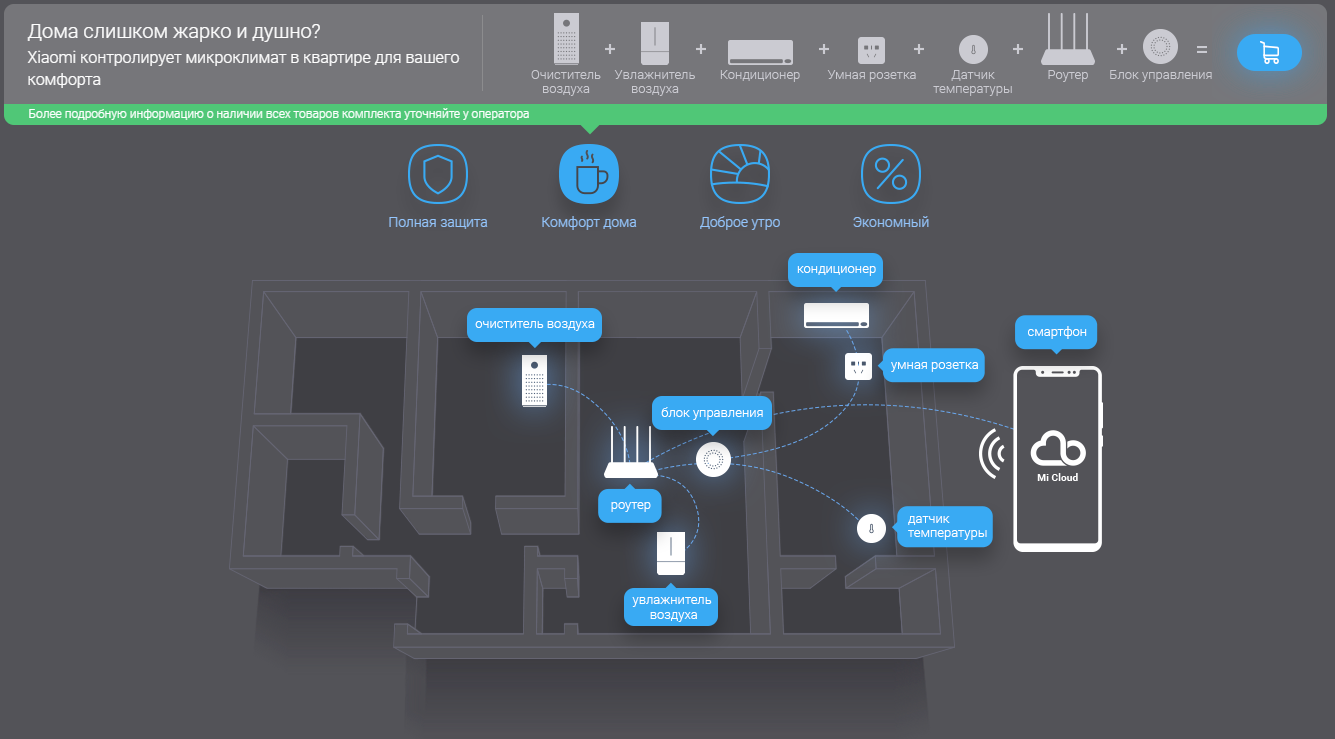 Дома слишком жарко и душно?
Xiaomi контролирует микроклимат в квартире для вашего
комфорта
Очиститель
воздуха
+
Увлажнитель
воздуха
+
Кондиционер
+
Умная розетка
+
Датчик
температуры
+
Роутер
+
Блок управления
=
Более подробную информацию о наличии всех товаров комплекта уточняйте у оператора
Полная защита
Комфорт дома
Доброе утро
Экономный
кондиционер
очиститель воздуха
смартфон
умная розетка
блок управления
Mi Cloud
роутер
датчик
температуры
увлажнитель
воздуха